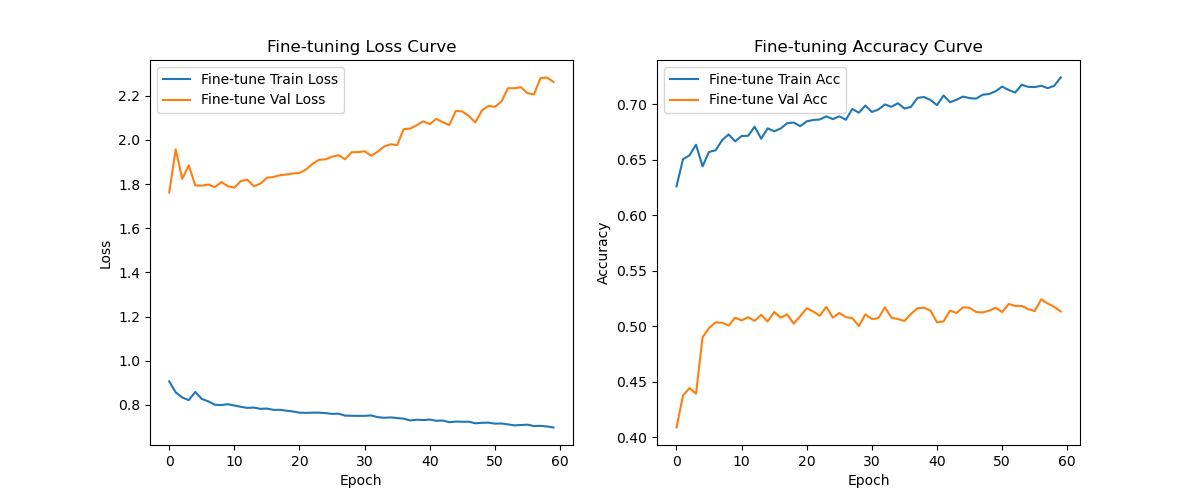 Fine-tuning Loss Curve
Fine-tune Train Loss
Fine-tune Val Loss
2.2
2.0
1.8
1.6
1.4
1.2
1.0
0.8
Loss
0 10 20 30 40 50 60
Epoch
Fine-tuning Accuracy Curve
Fine-tune Train Acc
Fine-tune Val Acc
0.70
0.65
0.60
0.55
0.50
0.45
0.40
Accuracy
0 10 20 30 40 50 60
Epoch